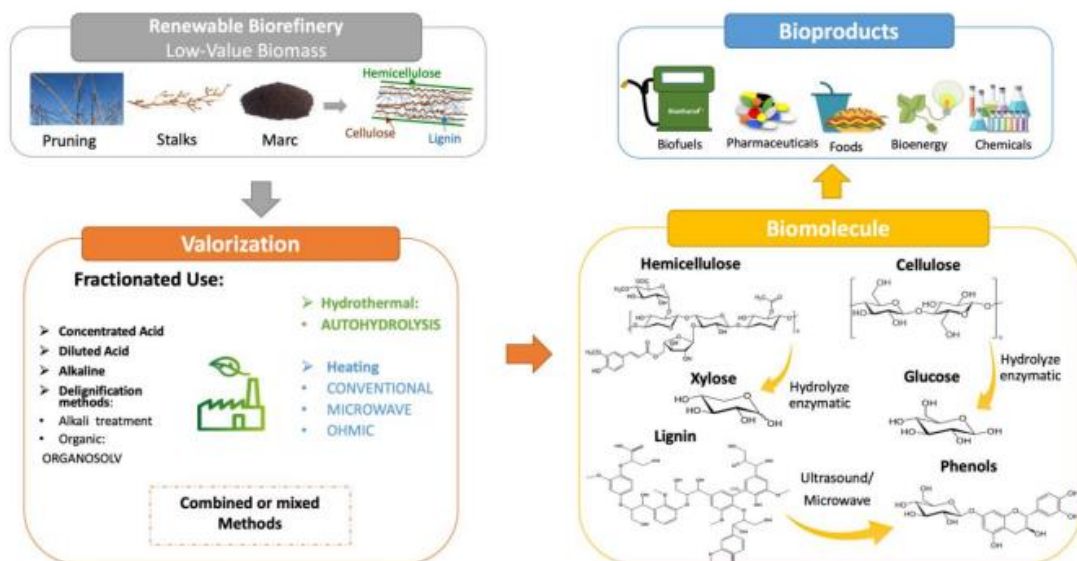 Renewable Biorefinery
Low-Value Biomass
Hemicellulose
Cellulose
Lignin
Pruning
Stalks
Marc
Valorization
Fractionated Use:
➢ Concentrated Acid
➢ Diluted Acid
➢ Alkaline
➢ Delignification
methods:
• Alkali treatment
• Organic:
ORGANOSOLV
➢ Hydrothermal:
• AUTOHYDROLYSIS
➢ Heating
• CONVENTIONAL
• MICROWAVE
• OHMIC
Combined or mixed
Methods
Bioproducts
Biofuels
Pharmaceuticals
Foods
Bioenergy
Chemicals
Biomolecule
Hemicellulose
Cellulose
Xylose
Hydrolyze
enzymatic
Glucose
Hydrolyze
enzymatic
Lignin
Ultrasound/
Microwave
Phenols